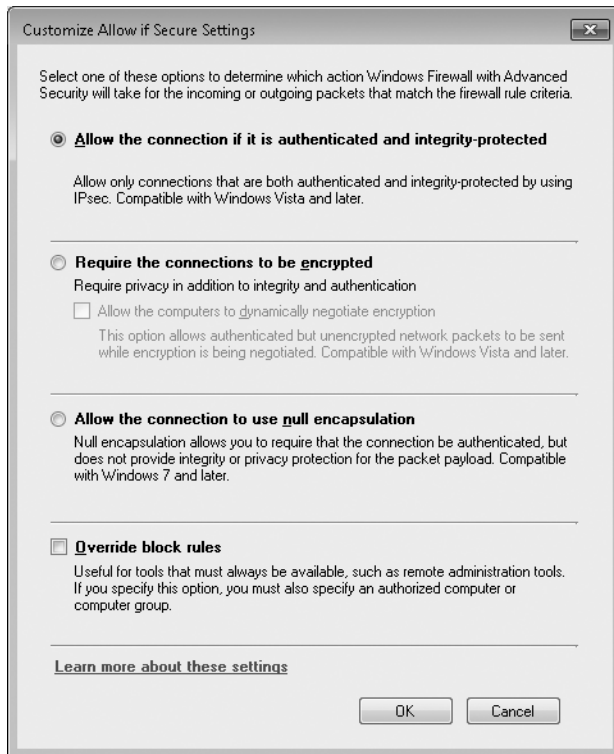 Customize Allow if Secure Settings
Select one of these options to determine which action Windows Firewall with Advanced
Security will take for the incoming or outgoing packets that match the firewall rule criteria.
Allow the connection if it is authenticated and integrity-protected
Allow only connections that are both authenticated and integrity-protected by using
IPsec. Compatible with Windows Vista and later.
Require the connections to be encrypted
Require privacy in addition to integrity and authentication
Allow the computers to dynamically negotiate encryption
This option allows authenticated but unencrypted network packets to be sent
while encryption is being negotiated. Compatible with Windows Vista and later.
Allow the connection to use null encapsulation
Null encapsulation allows you to require that the connection be authenticated, but
does not provide integrity or privacy protection for the packet payload. Compatible
with Windows 7 and later.
Override block rules
Useful for tools that must always be available, such as remote administration tools.
If you specify this option, you must also specify an authorized computer or
computer group.
Learn more about these settings
OK Cancel